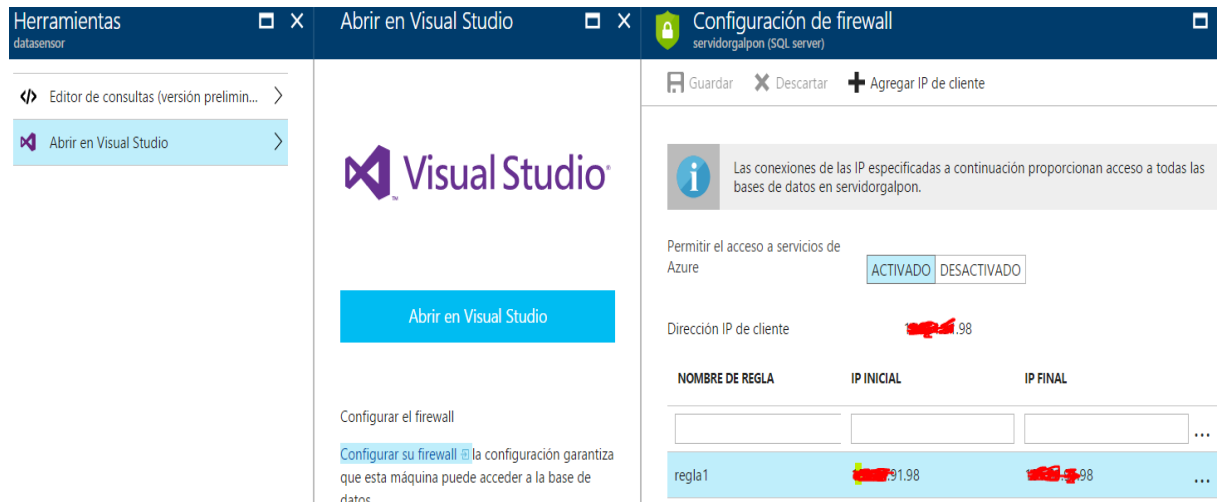 Herramientas
datasensor
</> Editor de consultas (versión prelimin...
Abrir en Visual Studio
Abrir en Visual Studio
Visual Studio
Abrir en Visual Studio
Configurar el firewall
Configurar su firewall la configuración garantiza
que esta máquina puede acceder a la base de
datos
Configuración de firewall
servidorgalpon (SQL server)
Guardar
Descartar
Agregar IP de cliente
Las conexiones de las IP especificadas a continuación proporcionan acceso a todas las
bases de datos en servidorgalpon.
Permitir el acceso a servicios de
Azure
ACTIVADO DESACTIVADO
Dirección IP de cliente .98
NOMBRE DE REGLA IP INICIAL IP FINAL
...
regla1 91.98 98 ...